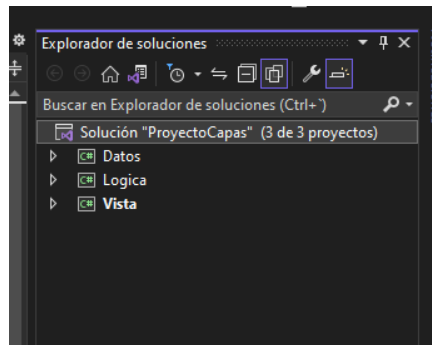 Explorador de soluciones
Buscar en Explorador de soluciones (Ctrl+`)
Solución "ProyectoCapas" (3 de 3 proyectos)
C# Datos
C# Logica
C# Vista